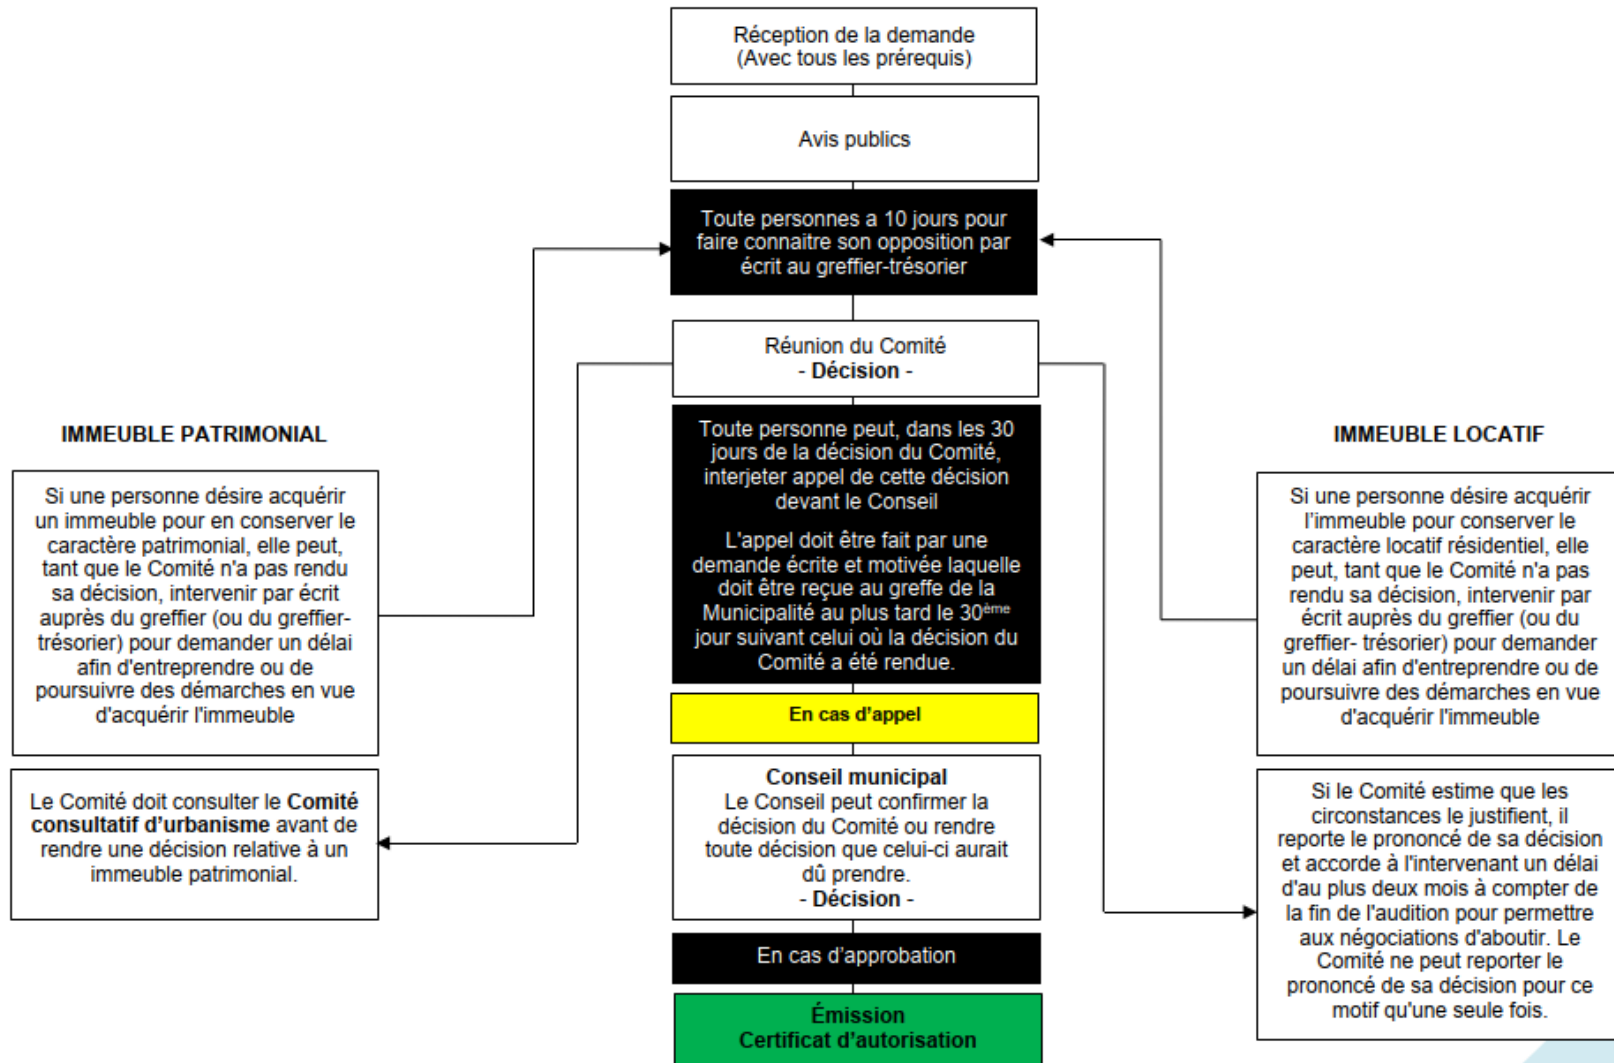 Réception de la demande
(Avec tous les prérequis)
Avis publics
Toute personnes a 10 jours pour
faire connaitre son opposition par
écrit au greffier-trésorier
Réunion du Comité
- Décision -
Toute personne peut, dans les 30
jours de la décision du Comité,
interjeter appel de cette décision
devant le Conseil
L'appel doit être fait par une
demande écrite et motivée laquelle
doit être reçue au greffe de la
Municipalité au plus tard le 30ème
jour suivant celui où la décision du
Comité a été rendue.
En cas d'appel
Conseil municipal
Le Conseil peut confirmer la
décision du Comité ou rendre
toute décision que celui-ci aurait
dû prendre.
- Décision -
En cas d'approbation
Émission
Certificat d'autorisation
IMMEUBLE PATRIMONIAL
Si une personne désire acquérir
un immeuble pour en conserver le
caractère patrimonial, elle peut,
tant que le Comité n'a pas rendu
sa décision, intervenir par écrit
auprès du greffier (ou du greffier-
trésorier) pour demander un délai
afin d'entreprendre ou de
poursuivre des démarches en vue
d'acquérir l'immeuble
Le Comité doit consulter le Comité
consultatif d'urbanisme avant de
rendre une décision relative à un
immeuble patrimonial.
IMMEUBLE LOCATIF
Si une personne désire acquérir
l'immeuble pour conserver le
caractère locatif résidentiel, elle
peut, tant que le Comité n'a pas
rendu sa décision, intervenir par
écrit auprès du greffier (ou du
greffier- trésorier) pour demander
un délai afin d'entreprendre ou de
poursuivre des démarches en vue
d'acquérir l'immeuble
Si le Comité estime que les
circonstances le justifient, il
reporte le prononcé de sa décision
et accorde à l'intervenant un délai
d'au plus deux mois à compter de
la fin de l'audition pour permettre
aux négociations d'aboutir. Le
Comité ne peut reporter le
prononcé de sa décision pour ce
motif qu'une seule fois.